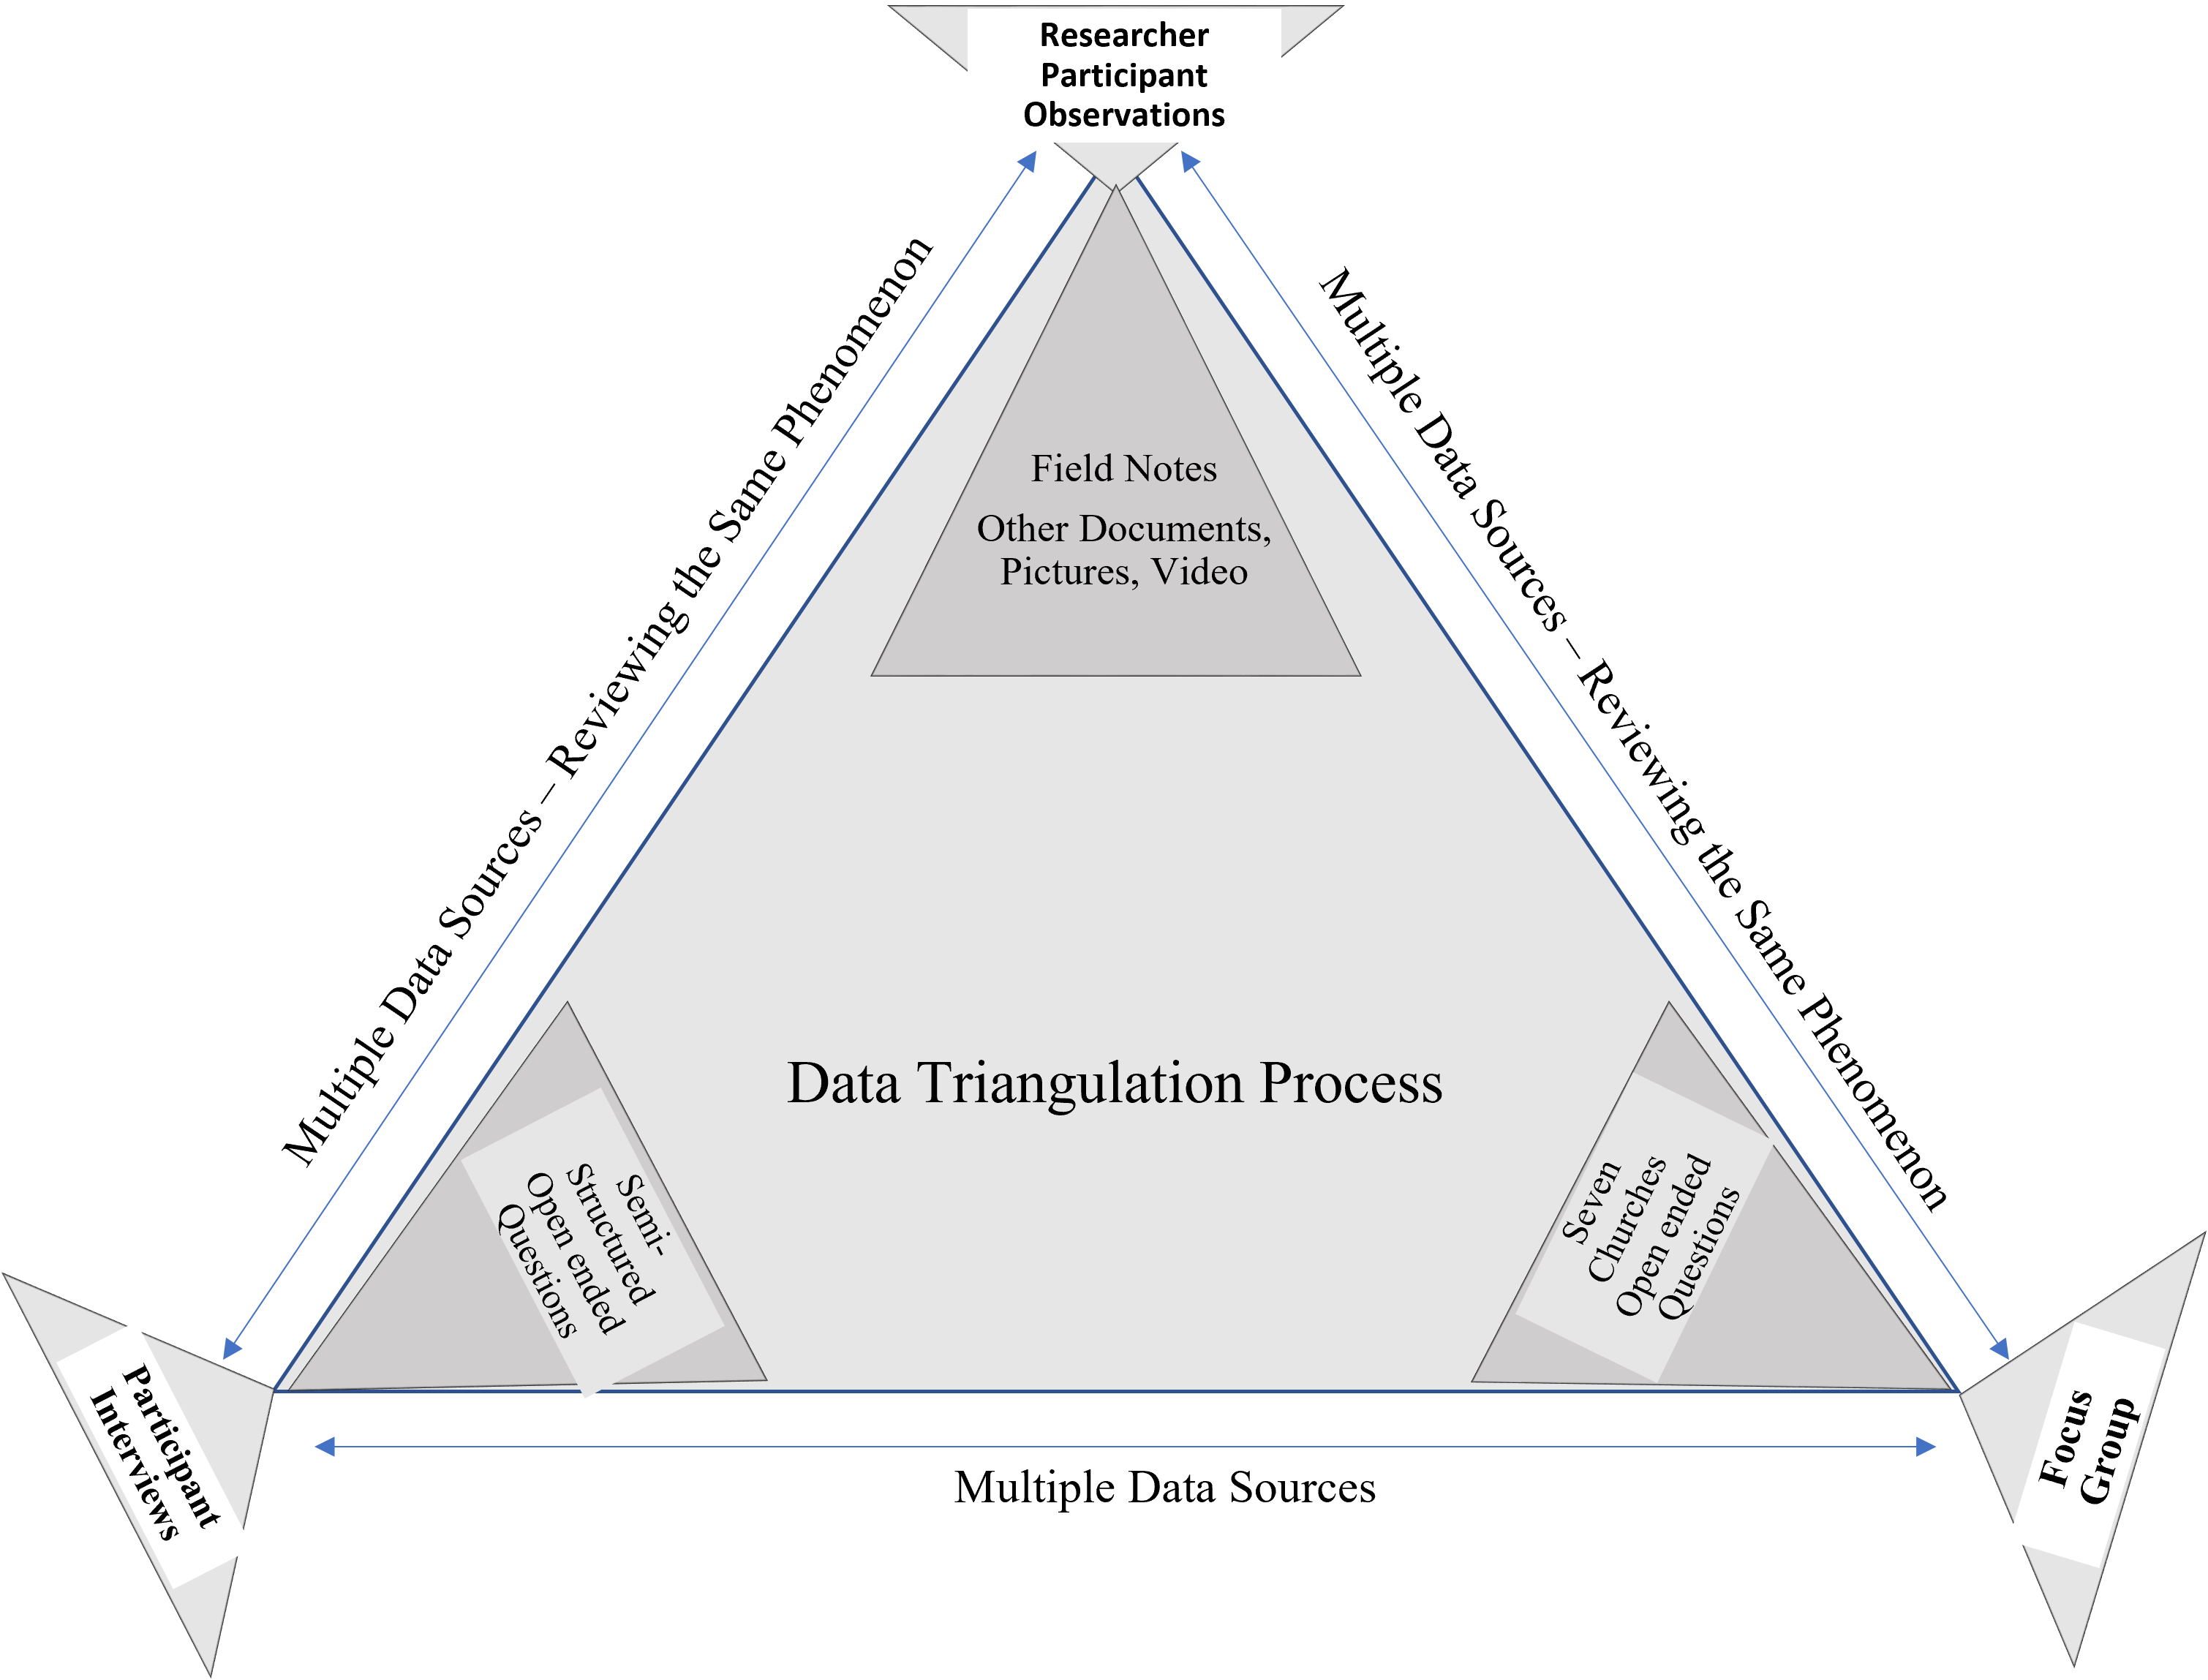 Researcher
Participant
Observations
Multiple Data Sources – Reviewing the Same Phenomenon
Multiple Data Sources – Reviewing the Same Phenomenon
Field Notes
Other Documents,
Pictures, Video
Data Triangulation Process
Semi-
Structured
Open ended
Questions
Seven
Churches
Open ended
Questions
Participant
Interviews
Focus
Group
Multiple Data Sources